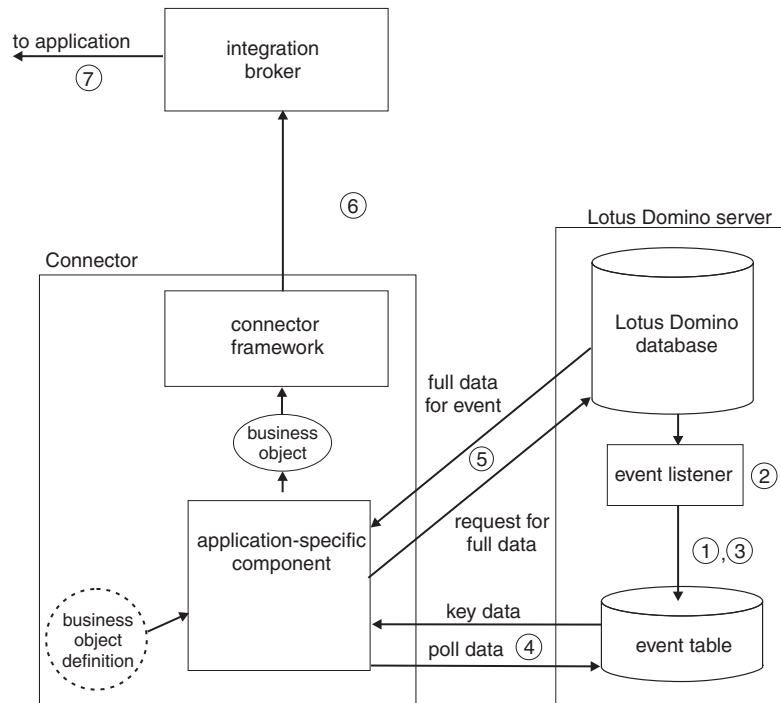 to application
7
integration
broker
6
Lotus Domino server
Connector
connector
framework
Lotus Domino
database
full data
for event
business
object
5
event listener
2
application-specific
component
request for
full data
1,3
business
object
definition
key data
poll data
4
event table